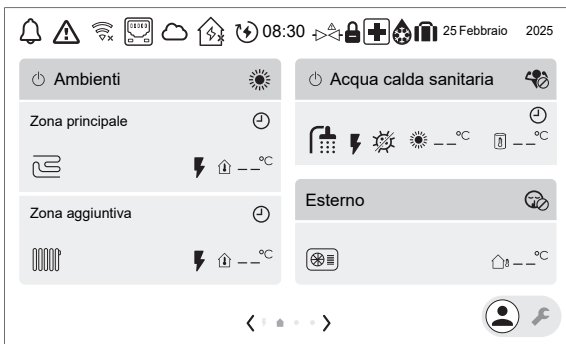 08:30 25 Febbraio 2025
Ambienti
Zona principale
_ _°C
Zona aggiuntiva
_ _°C
Acqua calda sanitaria
_ _°C _ _°C
Esterno
_ _°C